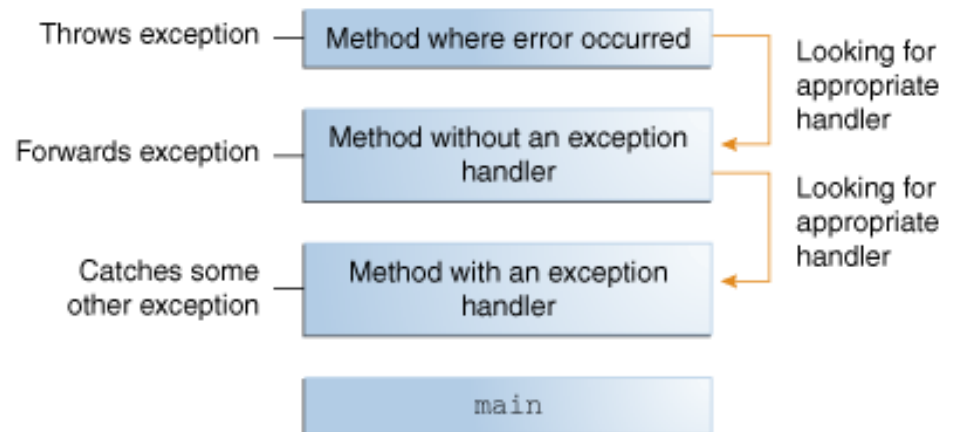 Throws exception
Method where error occurred
Looking for
appropriate
handler
Forwards exception
Method without an exception
handler
Looking for
appropriate
handler
Catches some
other exception
Method with an exception
handler
main